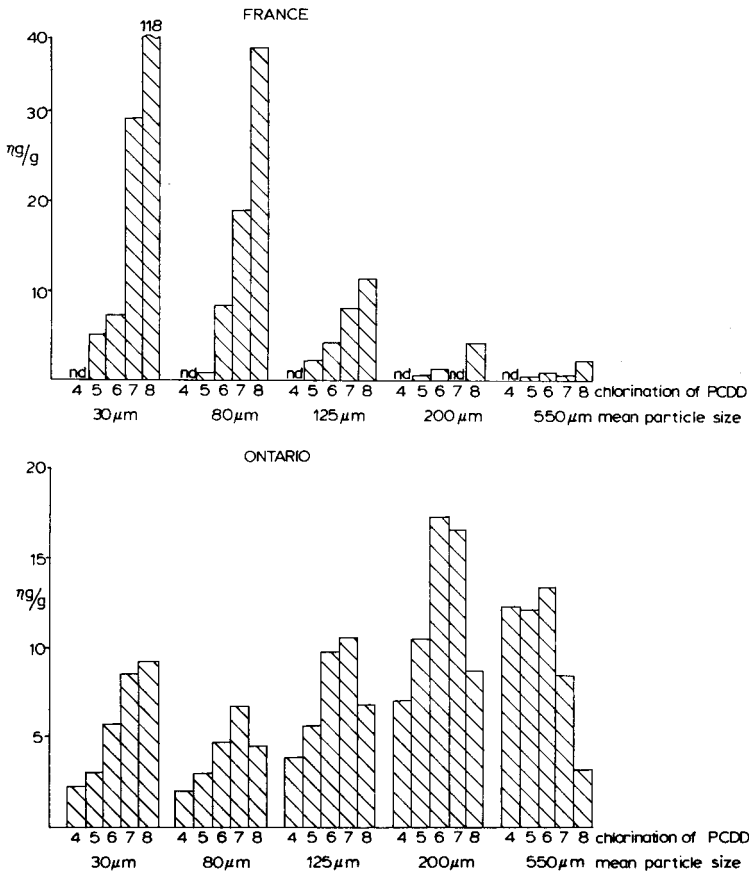 FRANCE
118
40
30
ηg/g
20
10
nd nd nd nd nd nd
4 5 6 7 8 4 5 6 7 8 4 5 6 7 8 4 5 6 7 8 4 5 6 7 8 chlorination of PCDD
30μm 80μm 125μm 200μm 550μm mean particle size
ONTARIO
20
15
ηg/g
10
5
4 5 6 7 8 4 5 6 7 8 4 5 6 7 8 4 5 6 7 8 4 5 6 7 8 chlorination of PCDD
30μm 80μm 125μm 200μm 550μm mean particle size